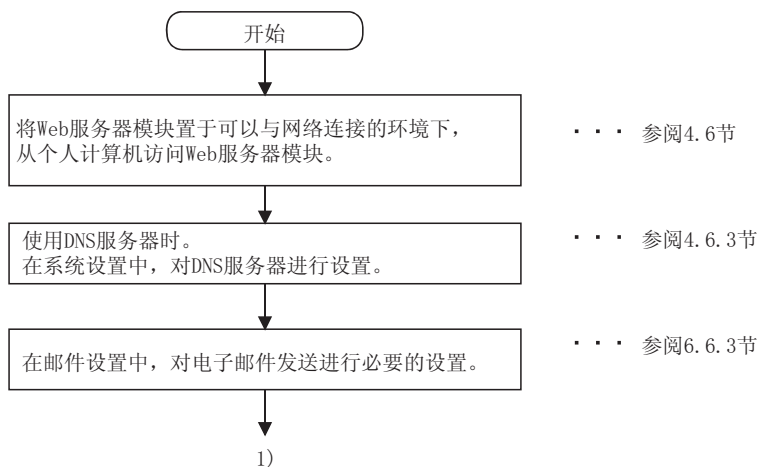 开始
将Web服务器模块置于可以与网络连接的环境下,
从个人计算机访问Web服务器模块。
··· 参阅4.6节
使用DNS服务器时。
在系统设置中,对DNS服务器进行设置。
··· 参阅4.6.3节
在邮件设置中,对电子邮件发送进行必要的设置。
··· 参阅6.6.3节
1)